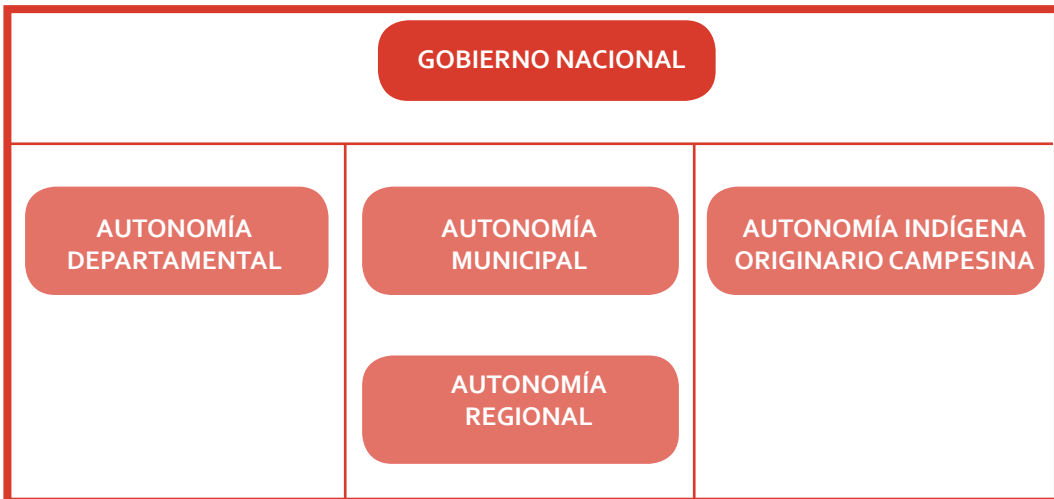 GOBIERNO NACIONAL
AUTONOMÍA
DEPARTAMENTAL
AUTONOMÍA
MUNICIPAL
AUTONOMÍA INDÍGENA
ORIGINARIO CAMPESINA
AUTONOMÍA
REGIONAL